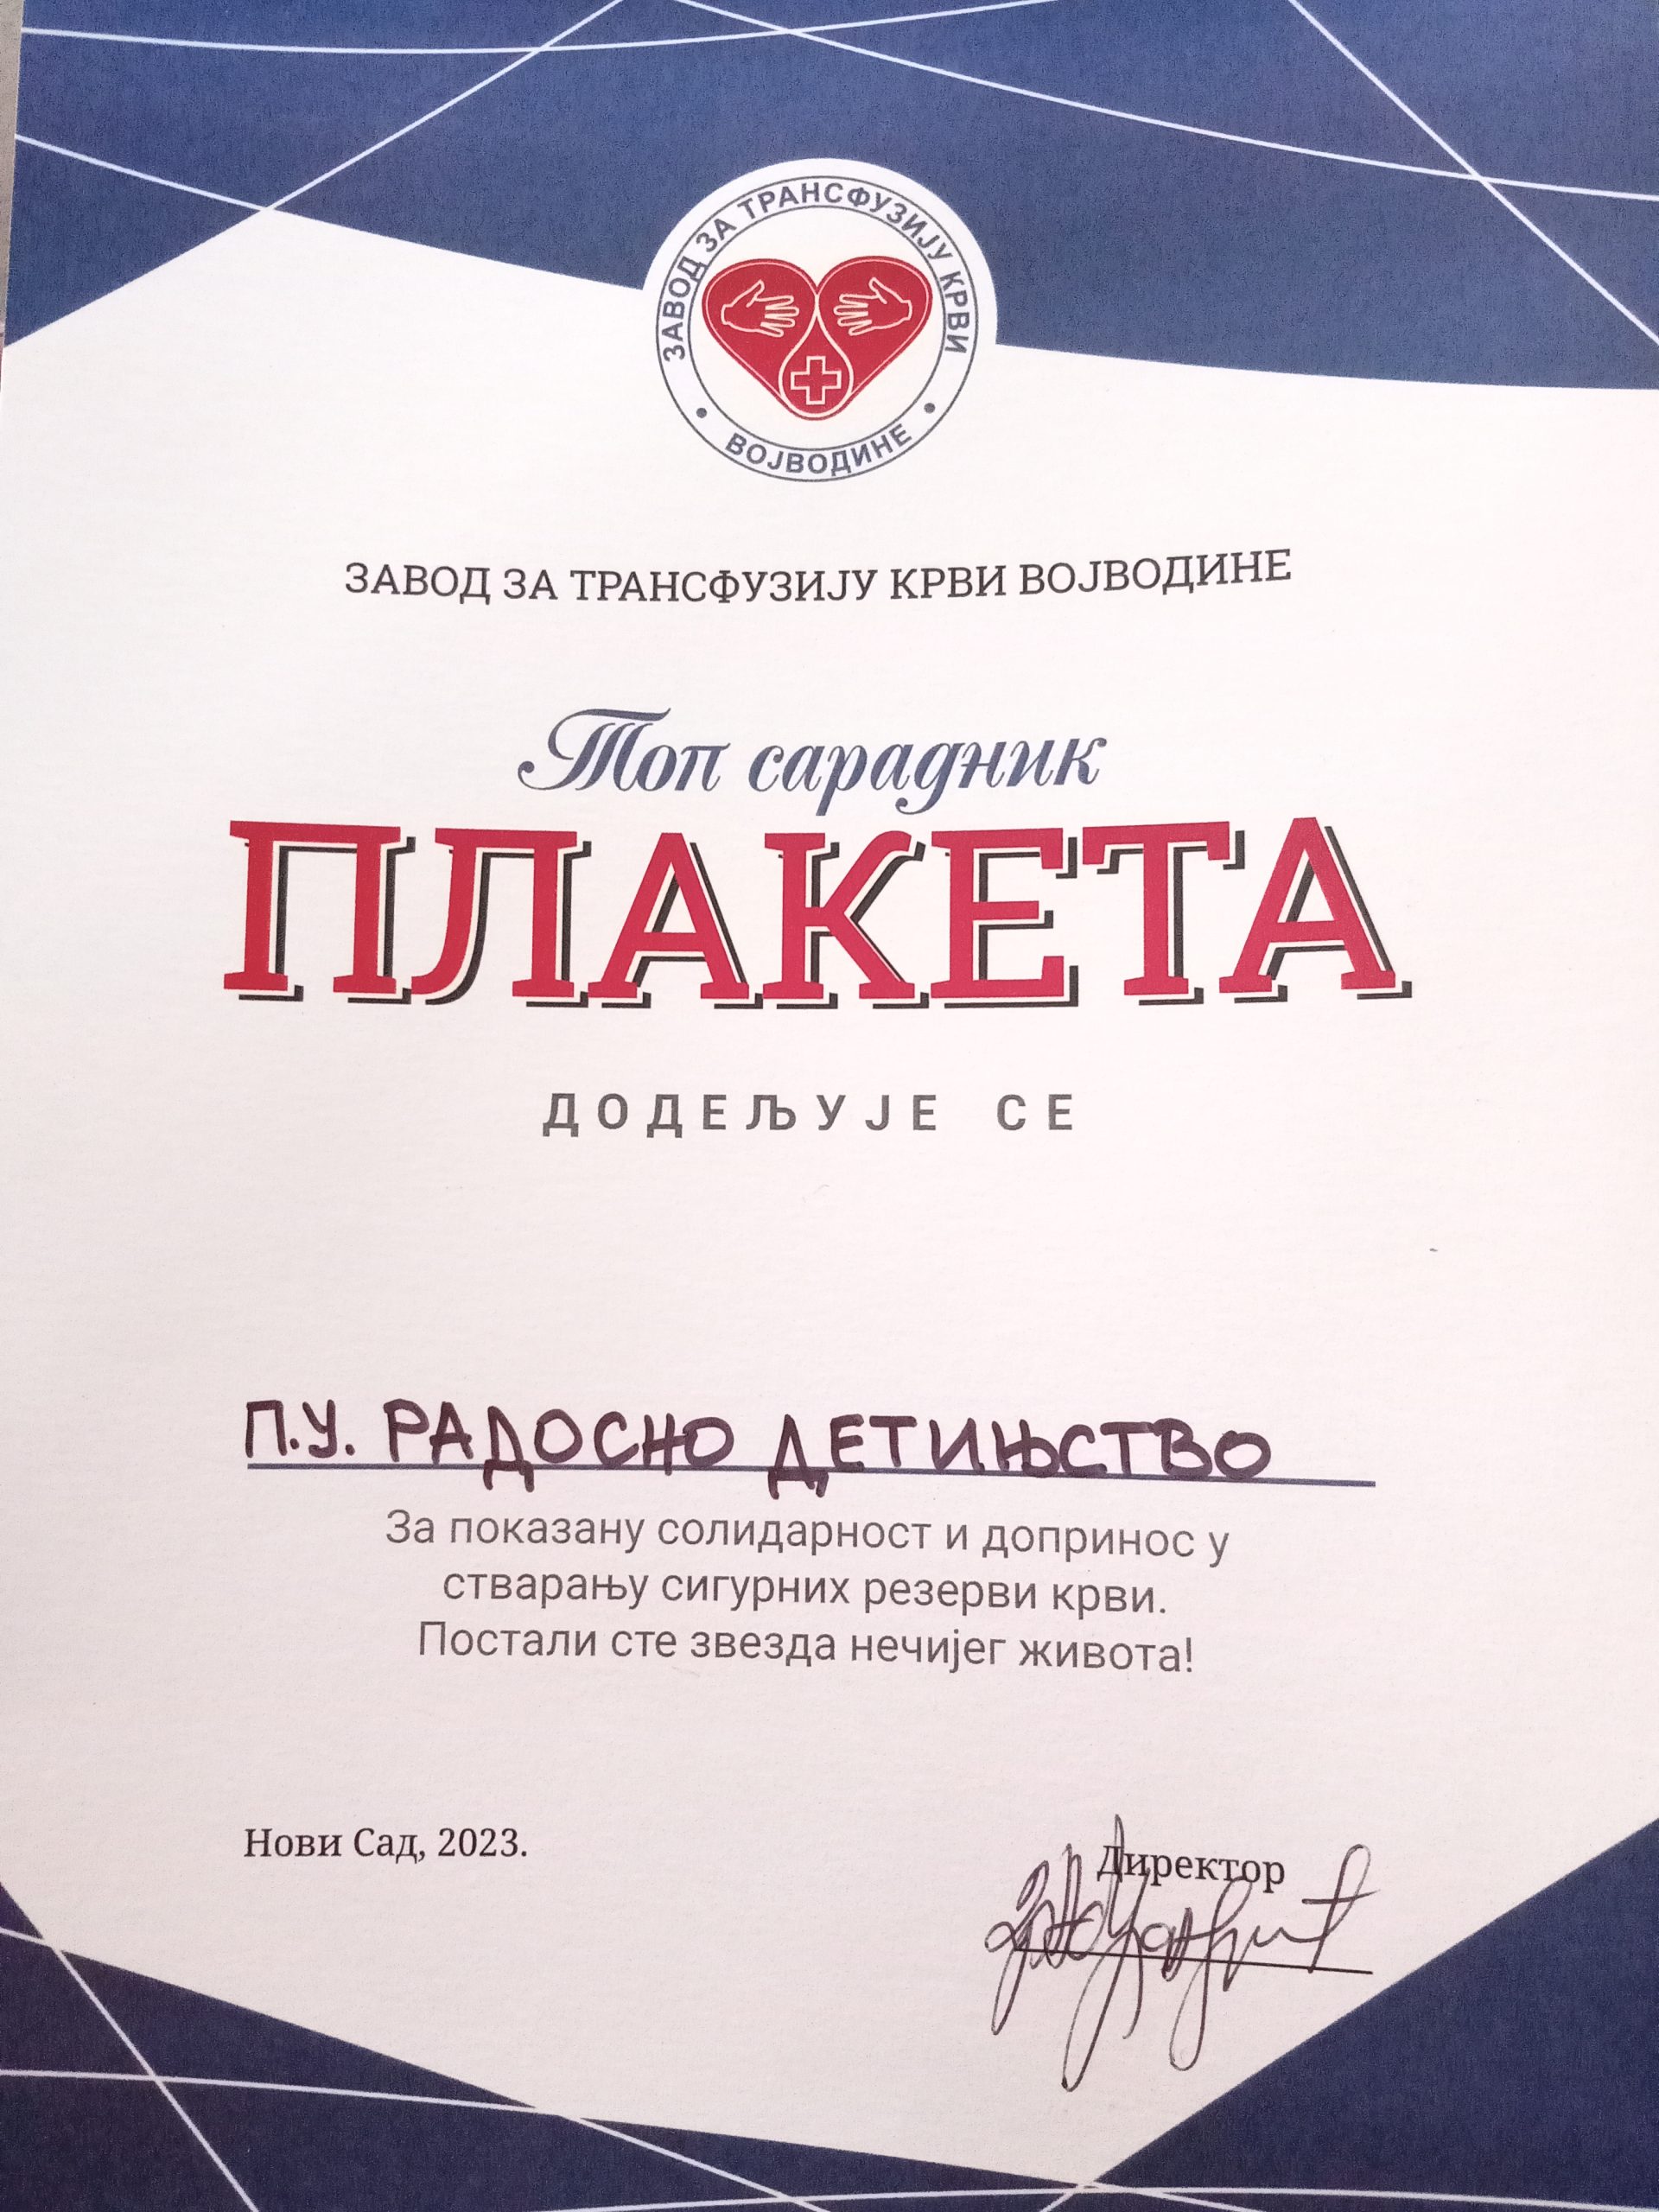 ЗАВОД ЗА ТРАНСФУЗИЈУ КРВИ
• ВОЈВОДИНЕ •
ЗАВОД ЗА ТРАНСФУЗИЈУ КРВИ ВОЈВОДИНЕ
Топ сарадник
ПЛАКЕТА
ДОДЕЉУЈЕ СЕ
П.У. РАДОСНО ДЕТИЊСТВО
За показану солидарност и допринос у
стварању сигурних резерви крви.
Постали сте звезда нечијег живота!
Нови Сад, 2023.
Директор